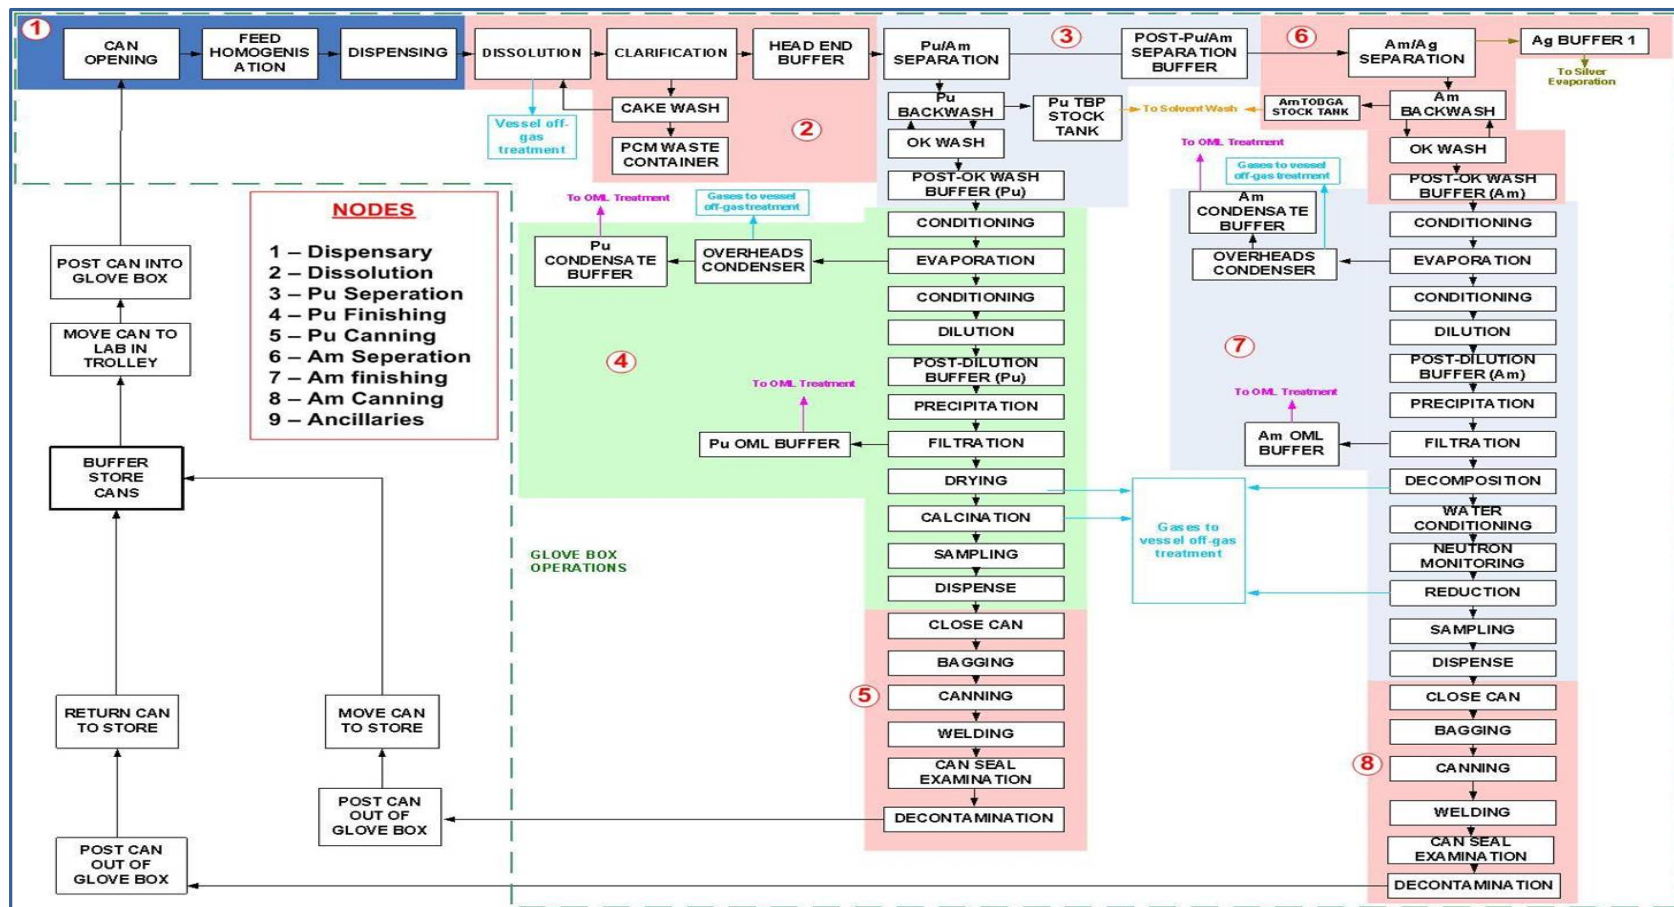 1
CAN
OPENING
FEED
HOMOGENIS
ATION
DISPENSING
DISSOLUTION
CLARIFICATION
HEAD END
BUFFER
Pu/Am
SEPARATION
3
POST-Pu/Am
SEPARATION
BUFFER
6
Am/Ag
SEPARATION
Ag BUFFER 1
To Silver
Evaporation
Vessel off-
gas
treatment
CAKE WASH
PCM WASTE
CONTAINER
2
Pu
BACKWASH
Pu TBP
STOCK
TANK
To Solvent Wash
Am TODGA
STOCK TANK
Am
BACKWASH
OK WASH
OK WASH
POST-OK WASH
BUFFER (Pu)
POST-OK WASH
BUFFER (Am)
NODES
1 – Dispensary
2 – Dissolution
3 – Pu Seperation
4 – Pu Finishing
5 – Pu Canning
6 – Am Seperation
7 – Am finishing
8 – Am Canning
9 – Ancillaries
POST CAN INTO
GLOVE BOX
MOVE CAN TO
LAB IN
TROLLEY
BUFFER
STORE
CANS
RETURN CAN
TO STORE
MOVE CAN
TO STORE
POST CAN
OUT OF
GLOVE BOX
POST CAN
OUT OF
GLOVE BOX
GLOVE BOX
OPERATIONS
To OML Treatment
Gases to vessel
off-gas treatment
Pu
CONDENSATE
BUFFER
OVERHEADS
CONDENSER
4
To OML Treatment
Pu OML BUFFER
CONDITIONING
EVAPORATION
CONDITIONING
DILUTION
POST-DILUTION
BUFFER (Pu)
PRECIPITATION
FILTRATION
DRYING
CALCINATION
SAMPLING
DISPENSE
CLOSE CAN
BAGGING
5
CANNING
WELDING
CAN SEAL
EXAMINATION
DECONTAMINATION
Gases to
vessel off-gas
treatment
To OML Treatment
Gases to vessel
off-gas treatment
Am
CONDENSATE
BUFFER
OVERHEADS
CONDENSER
7
To OML Treatment
Am OML
BUFFER
CONDITIONING
EVAPORATION
CONDITIONING
DILUTION
POST-DILUTION
BUFFER (Am)
PRECIPITATION
FILTRATION
DECOMPOSITION
WATER
CONDITIONING
NEUTRON
MONITORING
REDUCTION
SAMPLING
DISPENSE
CLOSE CAN
BAGGING
8
CANNING
WELDING
CAN SEAL
EXAMINATION
DECONTAMINATION